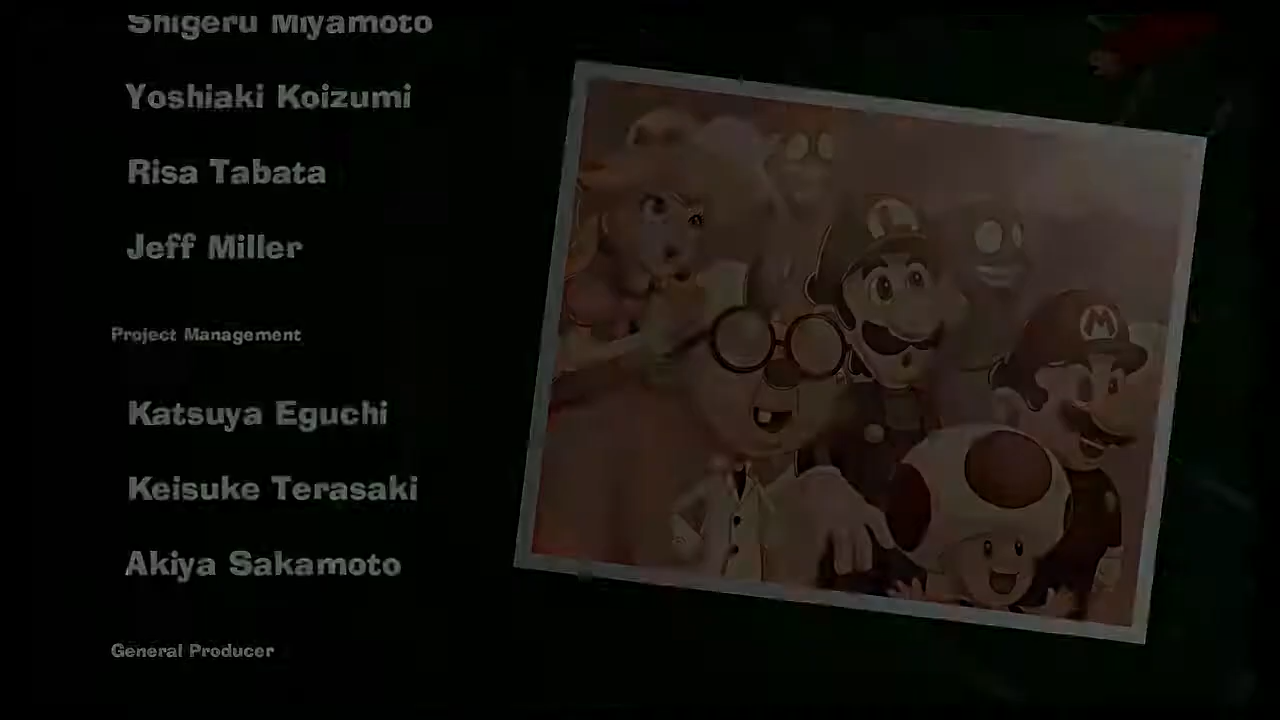 Shigeru Miyamoto
Yoshiaki Koizumi
Risa Tabata
Jeff Miller
Project Management
Katsuya Eguchi
Keisuke Terasaki
Akiya Sakamoto
General Producer
M